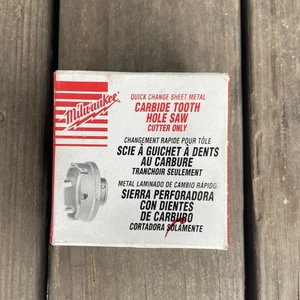 Milwaukee
QUICK CHANGE SHEET METAL
CARBIDE TOOTH
HOLE SAW
CUTTER ONLY
CHANGEMENT RAPIDE POUR TÔLE
SCIE À GUICHET À DENTS
AU CARBURE
TRANCHOIR SEULEMENT
METAL LAMINADO DE CAMBIO RÁPIDO
SIERRA PERFORADORA
CON DIENTES
DE CARBURO
CORTADORA SOLAMENTE